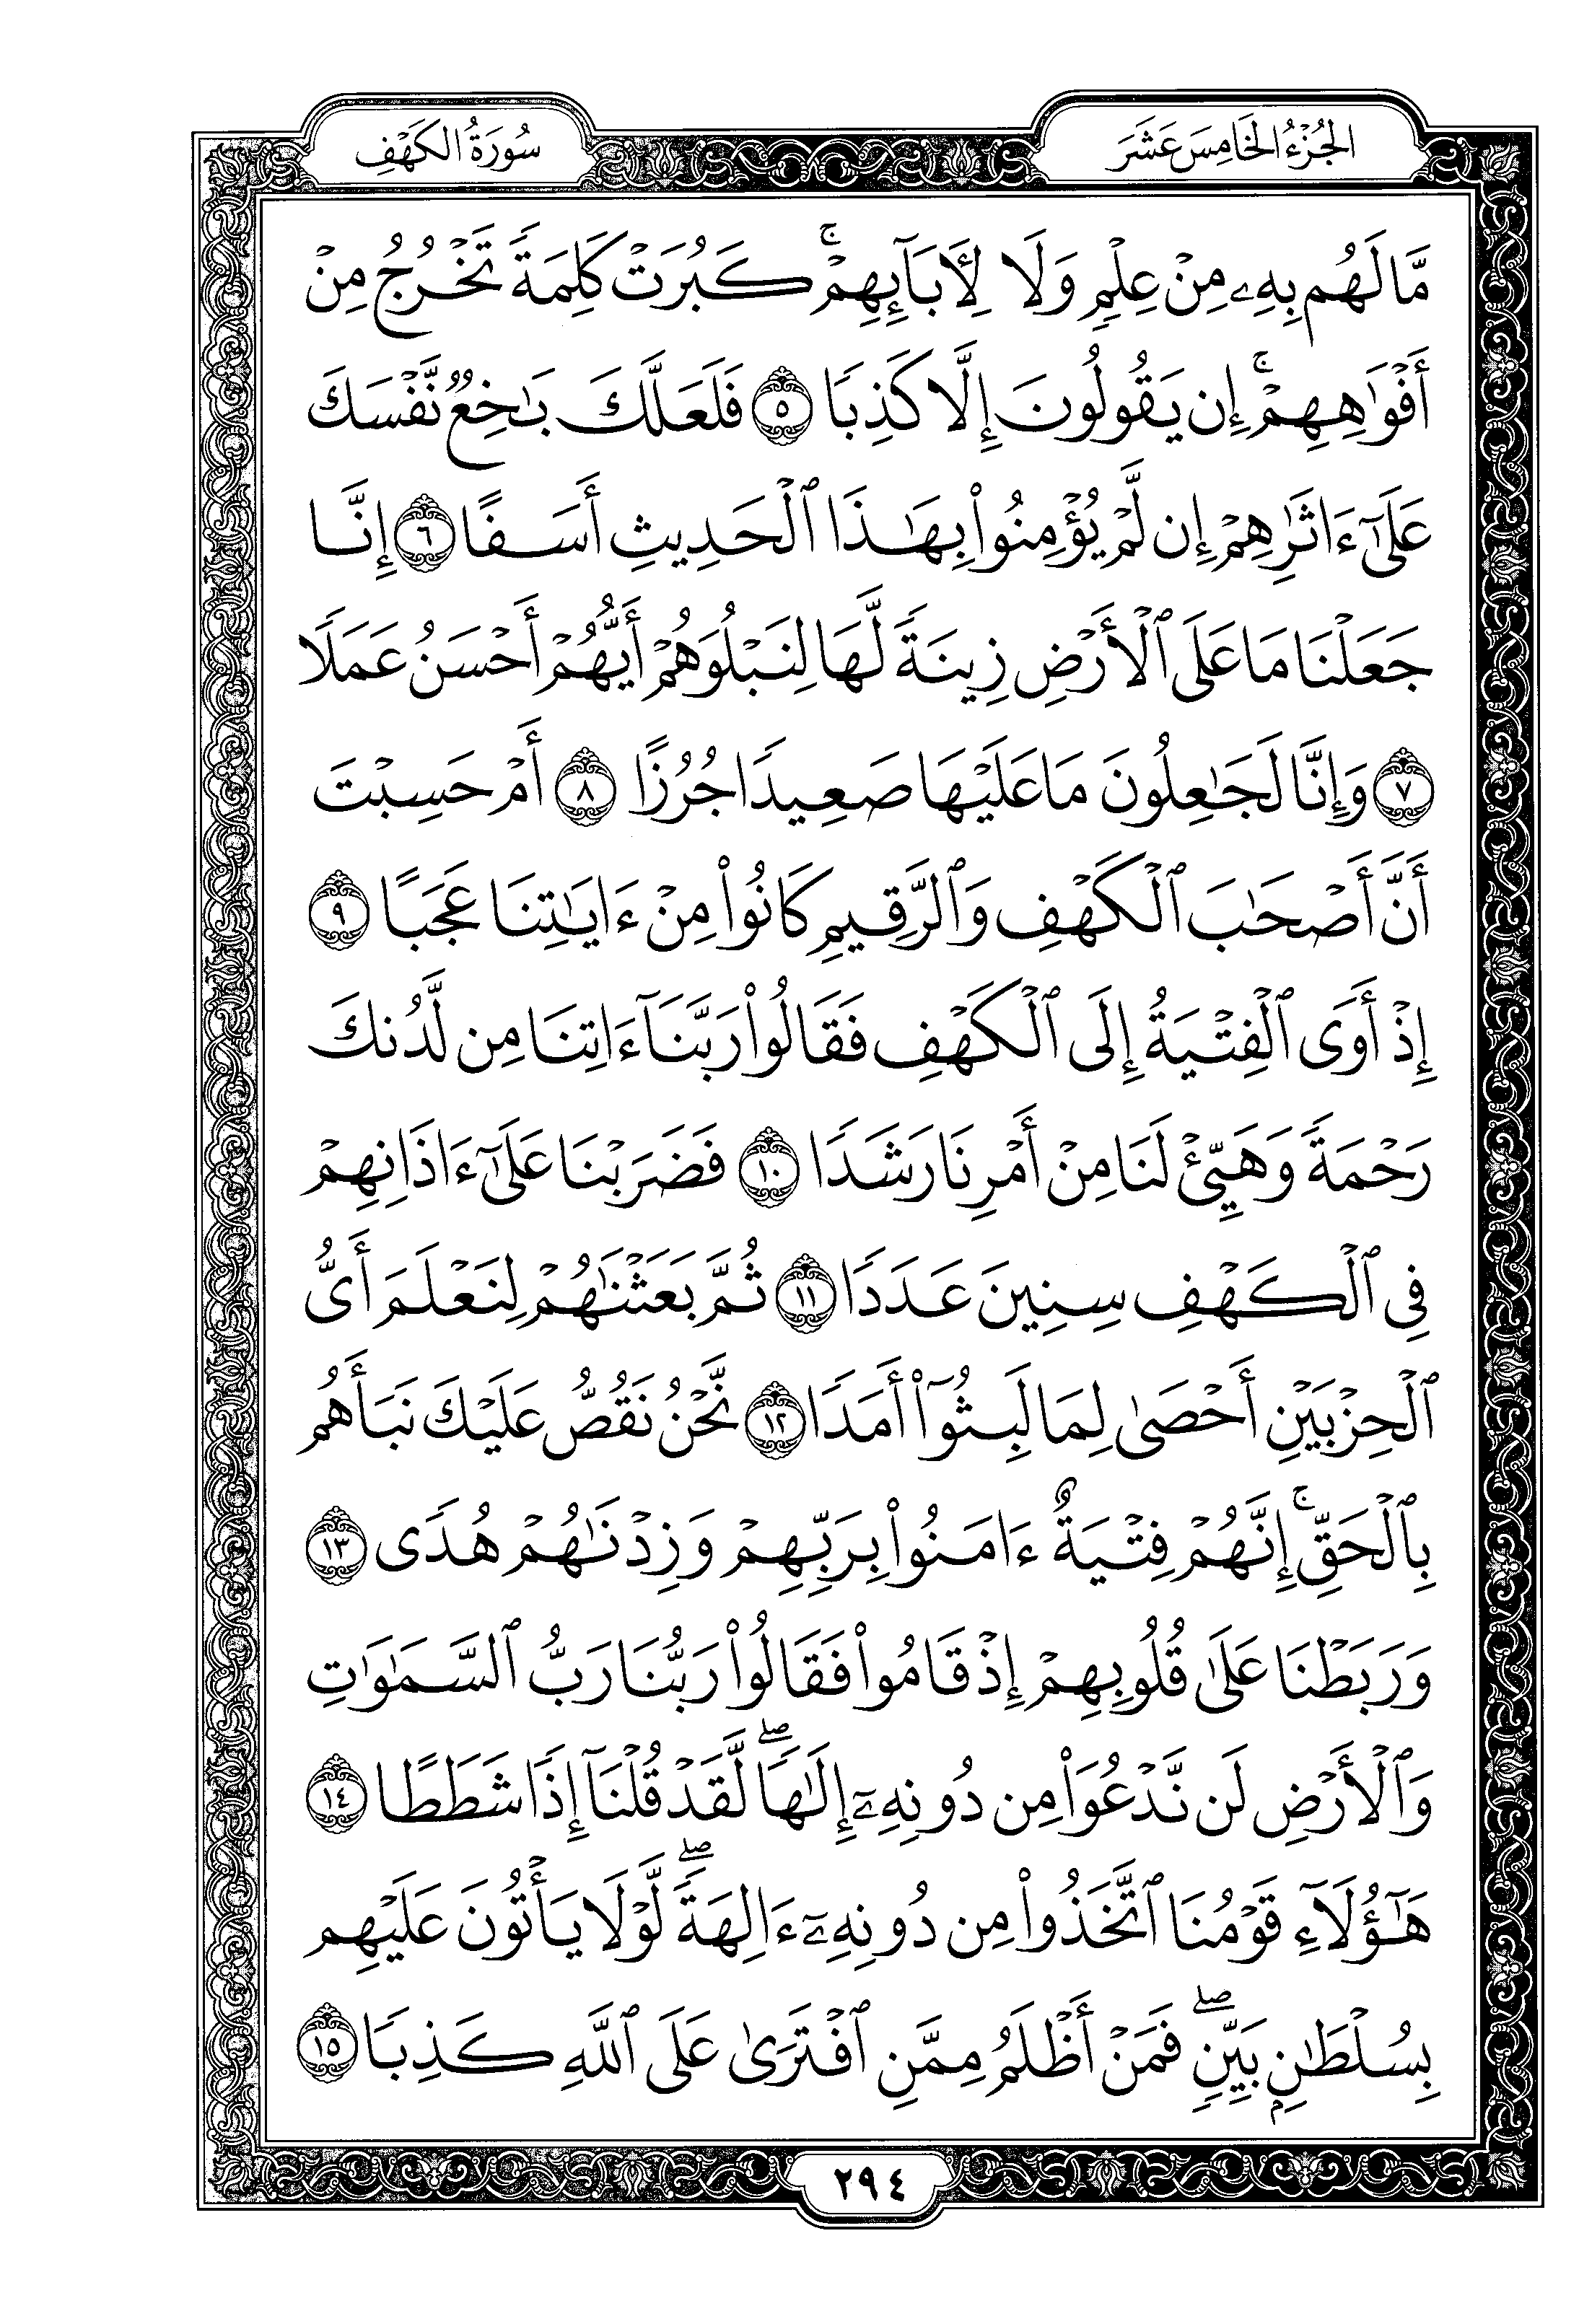 الجُزْءُ الخَامِسَ عَشَرَ
سُورَةُ الكَهْفِ
مَّا لَهُم بِهِۦ مِنْ عِلْمٍ وَلَا لِأَبَآئِهِمْ ۚ كَبُرَتْ كَلِمَةً تَخْرُجُ مِنْ
أَفْوَٰهِهِمْ ۚ إِن يَقُولُونَ إِلَّا كَذِبًا ٥ فَلَعَلَّكَ بَـٰخِعٌ نَّفْسَكَ
عَلَىٰٓ ءَاثَـٰرِهِمْ إِن لَّمْ يُؤْمِنُوا۟ بِهَـٰذَا ٱلْحَدِيثِ أَسَفًا ٦ إِنَّا
جَعَلْنَا مَا عَلَى ٱلْأَرْضِ زِينَةً لَّهَا لِنَبْلُوَهُمْ أَيُّهُمْ أَحْسَنُ عَمَلًا
٧ وَإِنَّا لَجَـٰعِلُونَ مَا عَلَيْهَا صَعِيدًا جُرُزًا ٨ أَمْ حَسِبْتَ
أَنَّ أَصْحَـٰبَ ٱلْكَهْفِ وَٱلرَّقِيمِ كَانُوا۟ مِنْ ءَايَـٰتِنَا عَجَبًا ٩
إِذْ أَوَى ٱلْفِتْيَةُ إِلَى ٱلْكَهْفِ فَقَالُوا۟ رَبَّنَآ ءَاتِنَا مِن لَّدُنكَ
رَحْمَةً وَهَيِّئْ لَنَا مِنْ أَمْرِنَا رَشَدًا ١٠ فَضَرَبْنَا عَلَىٰٓ ءَاذَانِهِمْ
فِى ٱلْكَهْفِ سِنِينَ عَدَدًا ١١ ثُمَّ بَعَثْنَـٰهُمْ لِنَعْلَمَ أَىُّ
ٱلْحِزْبَيْنِ أَحْصَىٰ لِمَا لَبِثُوٓا۟ أَمَدًا ١٢ نَّحْنُ نَقُصُّ عَلَيْكَ نَبَأَهُم
بِٱلْحَقِّ ۚ إِنَّهُمْ فِتْيَةٌ ءَامَنُوا۟ بِرَبِّهِمْ وَزِدْنَـٰهُمْ هُدًى ١٣
وَرَبَطْنَا عَلَىٰ قُلُوبِهِمْ إِذْ قَامُوا۟ فَقَالُوا۟ رَبُّنَا رَبُّ ٱلسَّمَـٰوَٰتِ
وَٱلْأَرْضِ لَن نَّدْعُوَا۟ مِن دُونِهِۦٓ إِلَـٰهًا ۖ لَّقَدْ قُلْنَآ إِذًا شَطَطًا ١٤
هَـٰٓؤُلَآءِ قَوْمُنَا ٱتَّخَذُوا۟ مِن دُونِهِۦٓ ءَالِهَةً ۖ لَّوْلَا يَأْتُونَ عَلَيْهِم
بِسُلْطَـٰنٍۭ بَيِّنٍ ۖ فَمَنْ أَظْلَمُ مِمَّنِ ٱفْتَرَىٰ عَلَى ٱللَّهِ كَذِبًا ١٥
٢٩٤